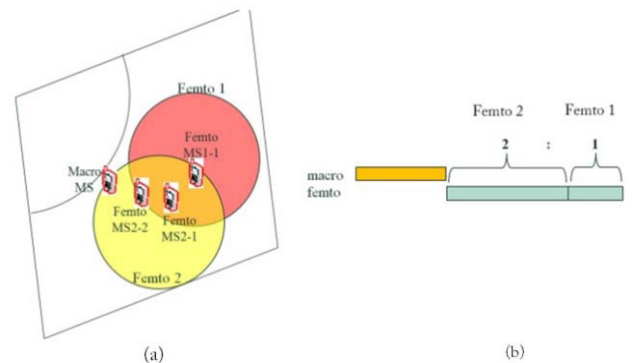 Femto 1
Femto
MS1-1
Macro
MS
Femto
MS2-2
Femto
MS2-1
Femto 2
(a)
Femto 2 Femto 1
2 : 1
macro
femto
(b)